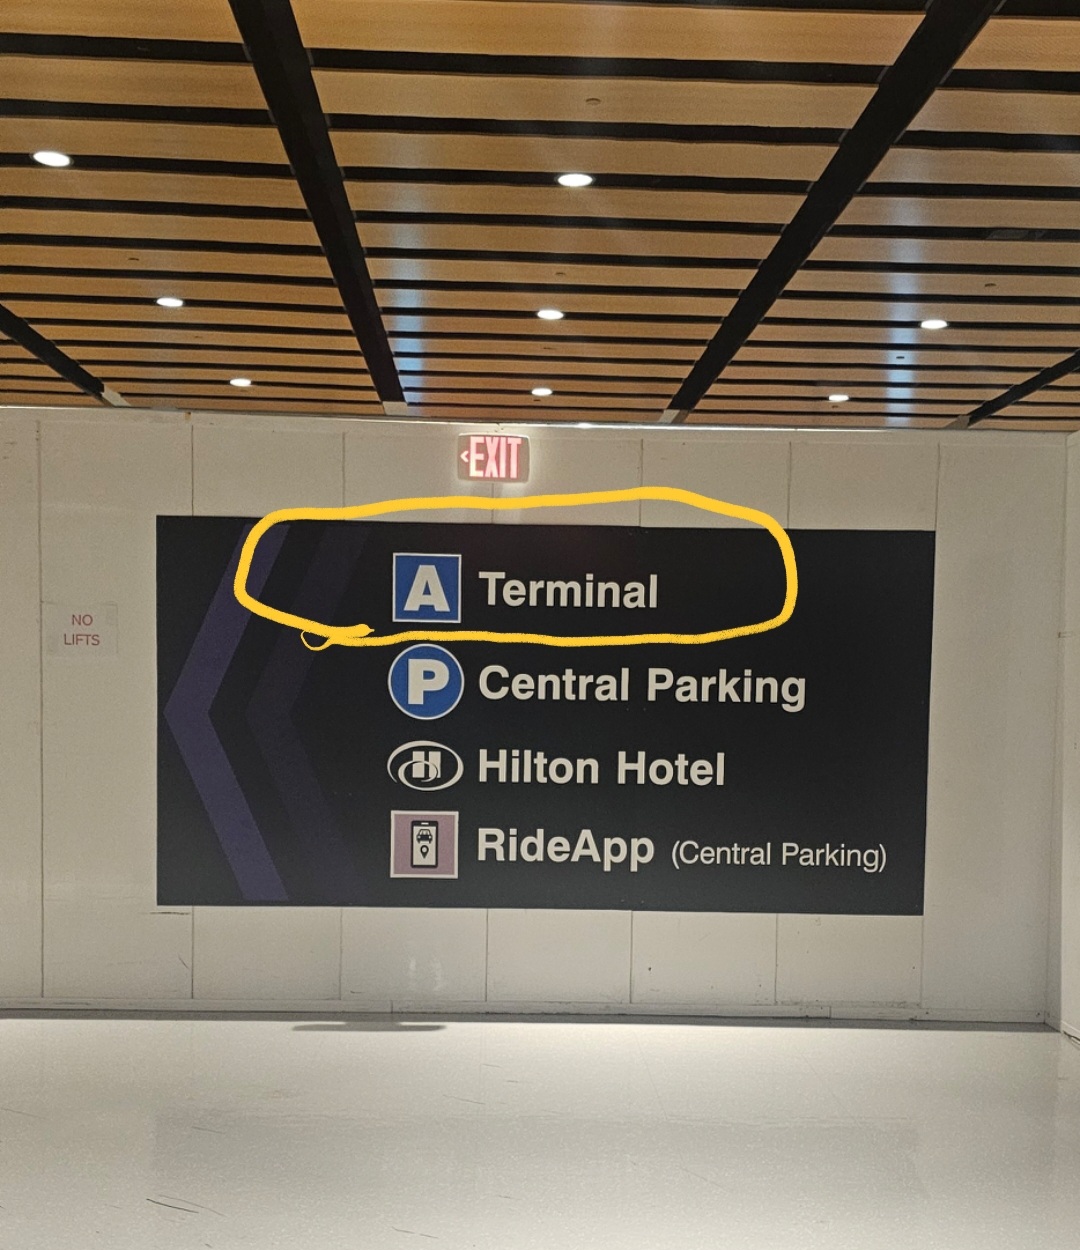 <EXIT
A Terminal
NO
LIFTS
P Central Parking
H Hilton Hotel
RideApp (Central Parking)